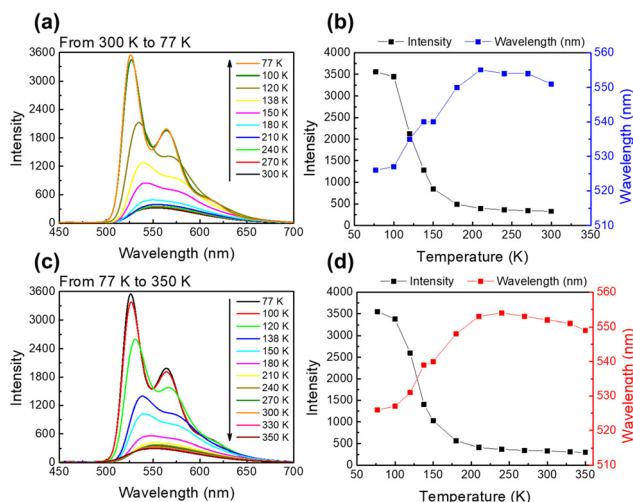 (a)
From 300 K to 77 K
Intensity
3600
3000
2400
1800
1200
600
0
450 500 550 600 650 700
Wavelength (nm)
77 K
100 K
120 K
138 K
150 K
180 K
210 K
240 K
270 K
300 K
(b)
Intensity Wavelength (nm)
Intensity
4000
3500
3000
2500
2000
1500
1000
500
0
50 100 150 200 250 300 350
Temperature (K)
560
550
540
530
520
510
Wavelength (nm)
(c)
From 77 K to 350 K
Intensity
3600
3000
2400
1800
1200
600
0
450 500 550 600 650 700
Wavelength (nm)
77 K
100 K
120 K
138 K
150 K
180 K
210 K
240 K
270 K
300 K
330 K
350 K
(d)
Intensity Wavelength (nm)
Intensity
4000
3500
3000
2500
2000
1500
1000
500
0
50 100 150 200 250 300 350
Temperature (K)
560
550
540
530
520
510
Wavelength (nm)